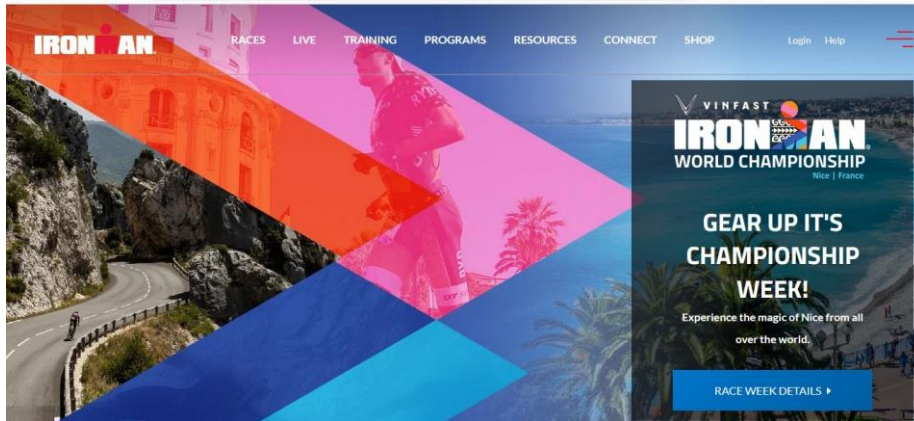 IRONMAN
RACES LIVE TRAINING PROGRAMS RESOURCES CONNECT SHOP Login Help
VINFAST
IRONMAN
WORLD CHAMPIONSHIP
Nice | France
GEAR UP IT'S
CHAMPIONSHIP
WEEK!
Experience the magic of Nice from all
over the world.
RACE WEEK DETAILS